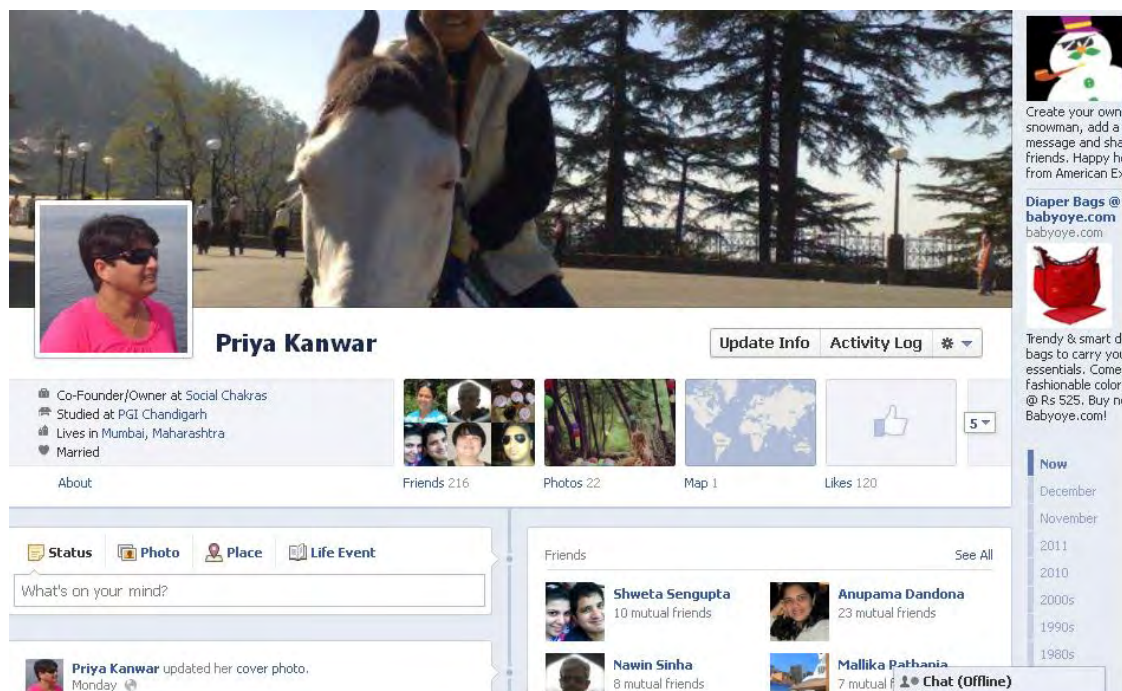 Priya Kanwar
Update Info
Activity Log
Co-Founder/Owner at Social Chakras
Studied at PGI Chandigarh
Lives in Mumbai, Maharashtra
Married
About
Friends 216
Photos 22
Map 1
Likes 120
5
Status
Photo
Place
Life Event
What's on your mind?
Priya Kanwar updated her cover photo.
Monday
Friends
See All
Shweta Sengupta
10 mutual friends
Anupama Dandona
23 mutual friends
Nawin Sinha
8 mutual friends
Mallika Pathania
7 mutual f
Chat (Offline)
Create your own
snowman, add a
message and sha
friends. Happy h
from American Ex
Diaper Bags @
babyoye.com
babyoye.com
Trendy & smart d
bags to carry you
essentials. Come
fashionable color
@ Rs 525. Buy n
Babyoye.com!
Now
December
November
2011
2010
2000s
1990s
1980s